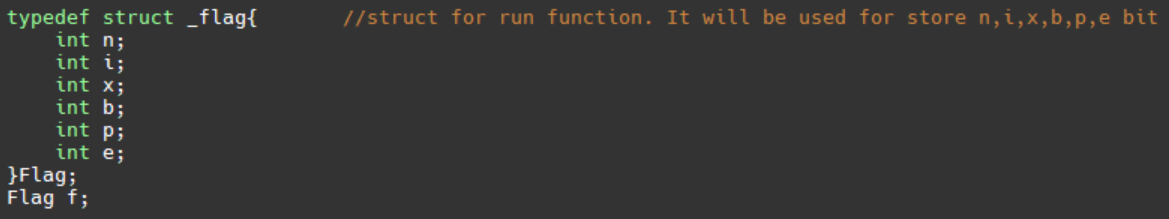 typedef struct _flag{       //struct for run function. It will be used for store n,i,x,b,p,e bit
    int n;
    int i;
    int x;
    int b;
    int p;
    int e;
}Flag;
Flag f;